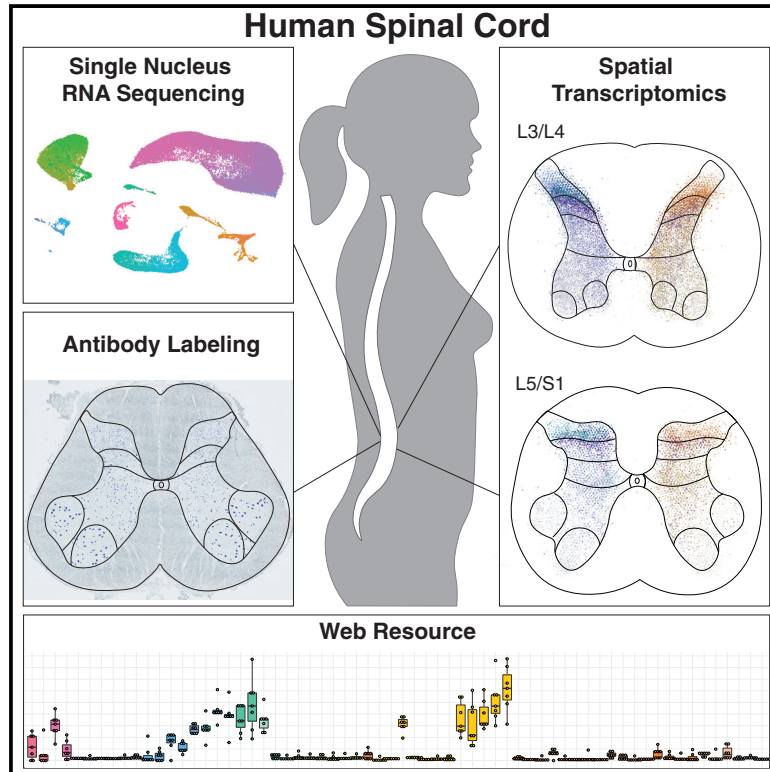 Human Spinal Cord
Single Nucleus
RNA Sequencing
Spatial
Transcriptomics
L3/L4
Antibody Labeling
L5/S1
Web Resource